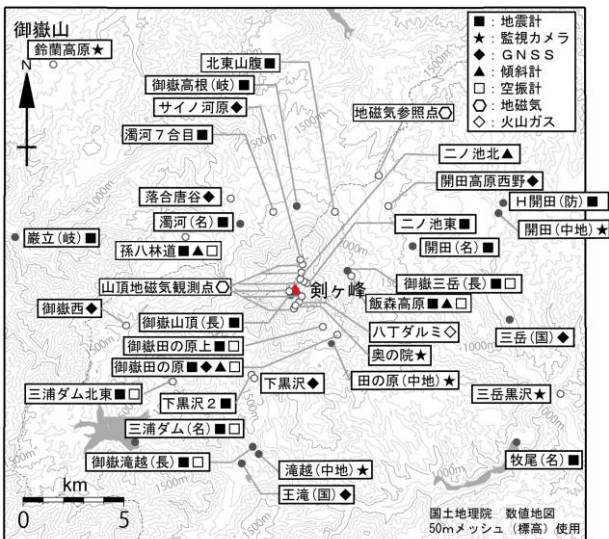 御嶽山
鈴蘭高原★
N
北東山腹■
御嶽高根(岐)■
サイノ河原◆
濁河7合目■
地磁気参照点⬡
■:地震計
★:監視カメラ
◆:GNSS
▲:傾斜計
□:空振計
⬡:地磁気
◇:火山ガス
二ノ池北▲
開田高原西野◆
落合唐谷◆
濁河(名)■
二ノ池東■
H開田(防)■
開田(中地)★
巌立(岐)■
孫八林道■▲□
開田(名)■
山頂地磁気観測点⬡
剣ヶ峰
御嶽三岳(長)■□
飯森高原■▲□
御嶽西◆
御嶽山頂(長)■
八丁ダルミ◇
三岳(国)◆
御嶽田の原上■□
奥の院★
御嶽田の原■◆▲□
田の原(中地)★
三浦ダム北東■□
下黒沢2■
下黒沢◆
三岳黒沢★
三浦ダム(名)■□
御嶽滝越(長)■□
滝越(中地)★
牧尾(名)■
王滝(国)◆
km
0 5
国土地理院 数値地図
50mメッシュ(標高)使用
1500m
1500m
1000m
2000m
1000m
1500m
1000m
1500m